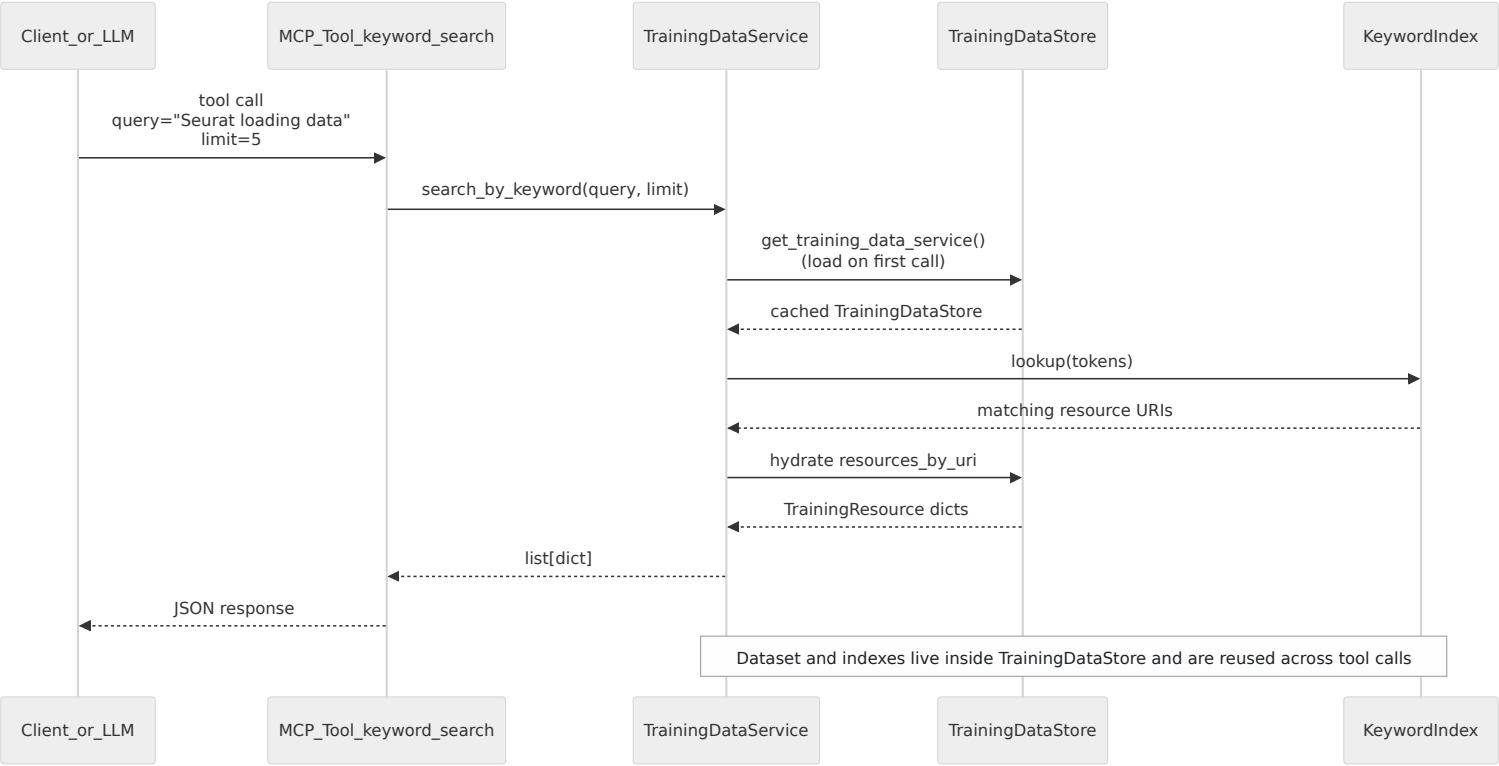 Client_or_LLM
MCP_Tool_keyword_search
TrainingDataService
TrainingDataStore
KeywordIndex
tool call
query="Seurat loading data"
limit=5
search_by_keyword(query, limit)
get_training_data_service()
(load on first call)
cached TrainingDataStore
lookup(tokens)
matching resource URIs
hydrate resources_by_uri
TrainingResource dicts
list[dict]
JSON response
Dataset and indexes live inside TrainingDataStore and are reused across tool calls
Client_or_LLM
MCP_Tool_keyword_search
TrainingDataService
TrainingDataStore
KeywordIndex